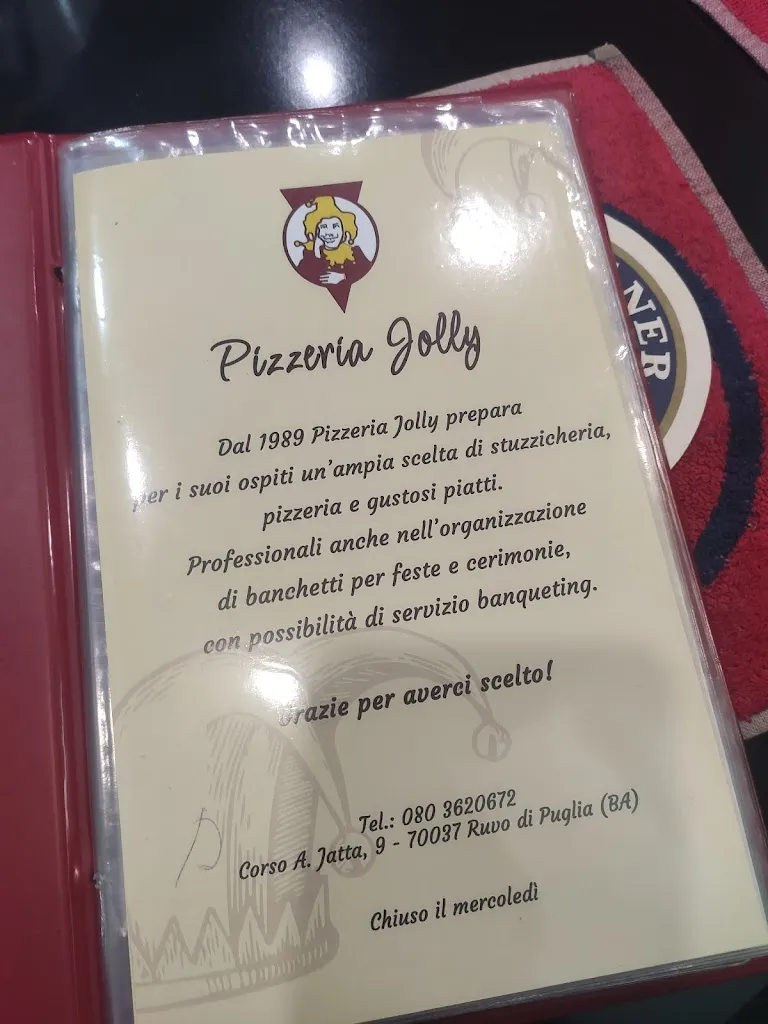 Pizzeria Jolly
Dal 1989 Pizzeria Jolly prepara
per i suoi ospiti un'ampia scelta di stuzzicheria,
pizzeria e gustosi piatti.
Professionali anche nell'organizzazione
di banchetti per feste e cerimonie,
con possibilità di servizio banqueting.
Grazie per averci scelto!
Tel.: 080 3620672
Corso A. Jatta, 9 - 70037 Ruvo di Puglia (BA)
Chiuso il mercoledì
NER